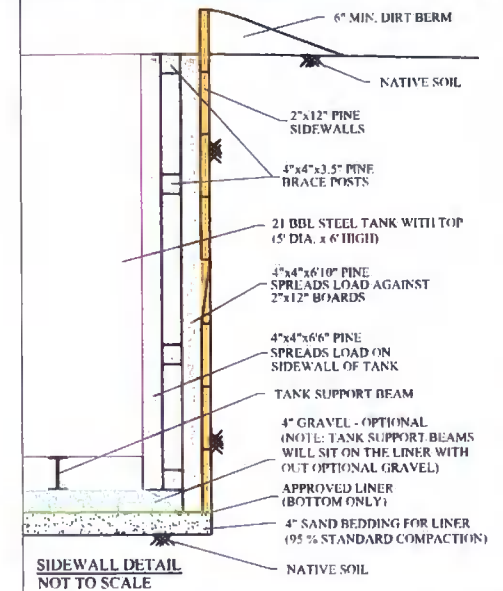 6" MIN. DIRT BERM
NATIVE SOIL
2"x12" PINE
SIDEWALLS
4"x4"x3.5" PINE
BRACE POSTS
21 BBL STEEL TANK WITH TOP
(5' DIA. x 6' HIGH)
4"x4"x6'10" PINE
SPREADS LOAD AGAINST
2"x12" BOARDS
4"x4"x6'6" PINE
SPREADS LOAD ON
SIDEWALL OF TANK
TANK SUPPORT BEAM
4" GRAVEL - OPTIONAL
(NOTE: TANK SUPPORT BEAMS
WILL SIT ON THE LINER WITH
OUT OPTIONAL GRAVEL)
APPROVED LINER
(BOTTOM ONLY)
4" SAND BEDDING FOR LINER
(95 % STANDARD COMPACTION)
NATIVE SOIL
SIDEWALL DETAIL
NOT TO SCALE